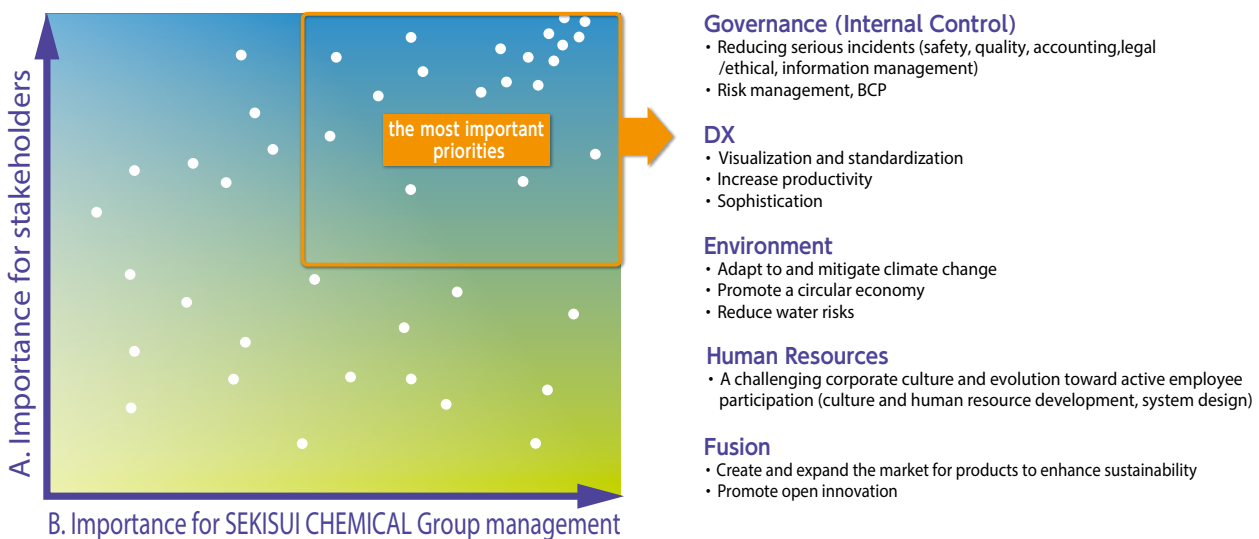 A. Importance for stakeholders
the most important
priorities
B. Importance for SEKISUI CHEMICAL Group management
Governance (Internal Control)
・Reducing serious incidents (safety, quality, accounting,legal
/ethical, information management)
・Risk management, BCP
DX
・Visualization and standardization
・Increase productivity
・Sophistication
Environment
・Adapt to and mitigate climate change
・Promote a circular economy
・Reduce water risks
Human Resources
・A challenging corporate culture and evolution toward active employee
participation (culture and human resource development, system design)
Fusion
・Create and expand the market for products to enhance sustainability
・Promote open innovation